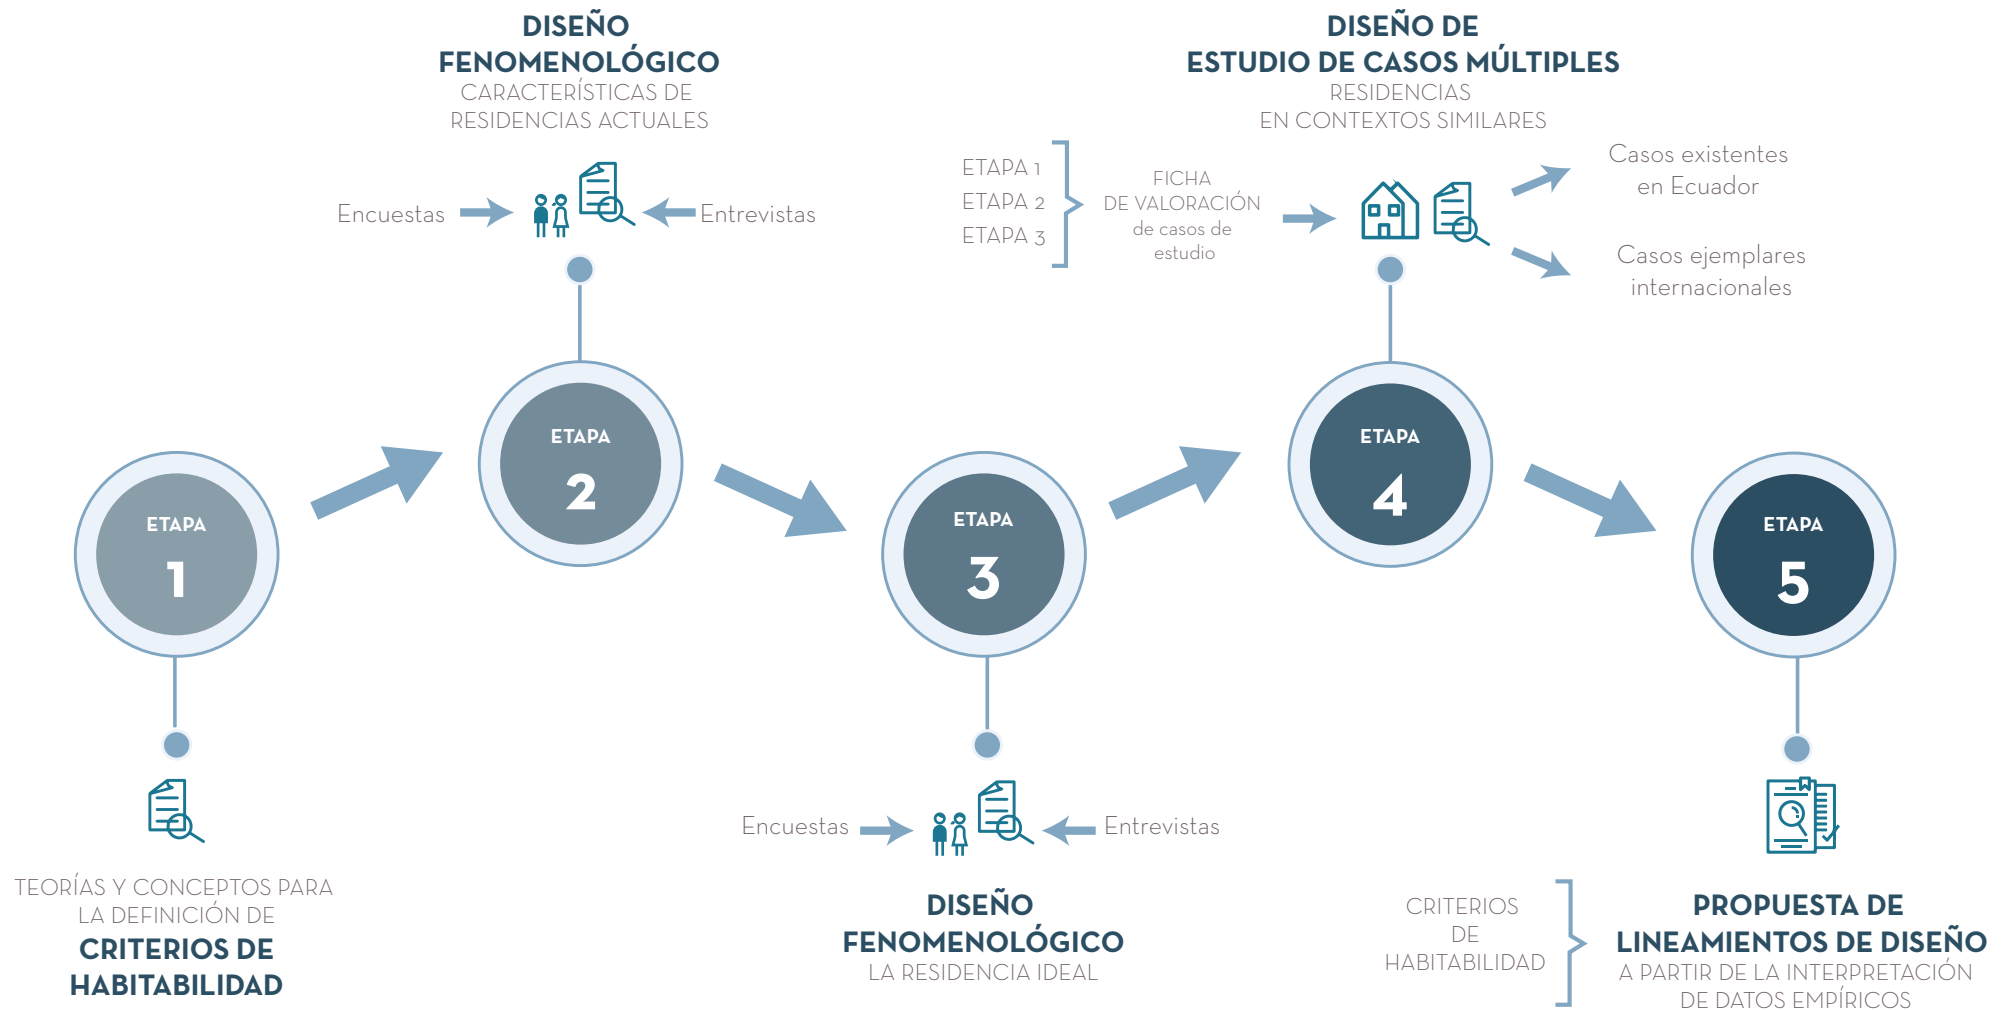 ETAPA
1
TEORÍAS Y CONCEPTOS PARA
LA DEFINICIÓN DE
CRITERIOS DE
HABITABILIDAD
DISEÑO
FENOMENOLÓGICO
CARACTERÍSTICAS DE
RESIDENCIAS ACTUALES
Encuestas
Entrevistas
ETAPA
2
ETAPA
3
Encuestas
Entrevistas
DISEÑO
FENOMENOLÓGICO
LA RESIDENCIA IDEAL
DISEÑO DE
ESTUDIO DE CASOS MÚLTIPLES
RESIDENCIAS
EN CONTEXTOS SIMILARES
ETAPA 1
ETAPA 2
ETAPA 3
FICHA
DE VALORACIÓN
de casos de
estudio
Casos existentes
en Ecuador
Casos ejemplares
internacionales
ETAPA
4
ETAPA
5
CRITERIOS
DE
HABITABILIDAD
PROPUESTA DE
LINEAMIENTOS DE DISEÑO
A PARTIR DE LA INTERPRETACIÓN
DE DATOS EMPÍRICOS